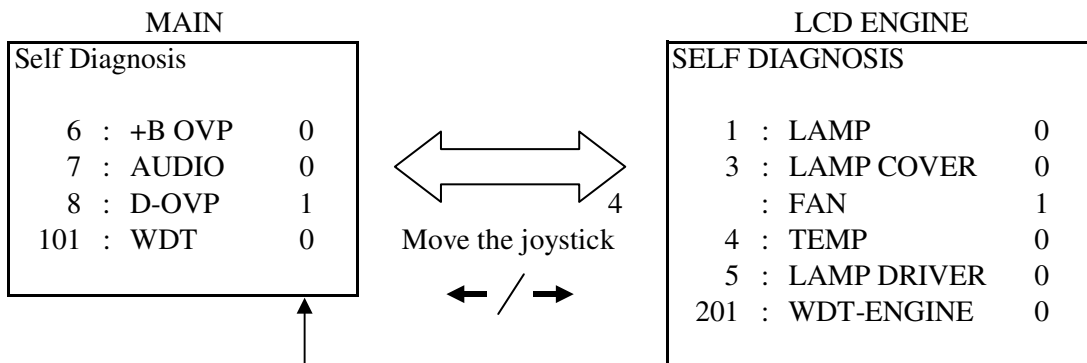 MAIN
Self Diagnosis
6 : +B OVP 0
7 : AUDIO 0
8 : D-OVP 1
101 : WDT 0
4
Move the joystick
/
LCD ENGINE
SELF DIAGNOSIS
1 : LAMP 0
3 : LAMP COVER 0
: FAN 1
4 : TEMP 0
5 : LAMP DRIVER 0
201 : WDT-ENGINE 0